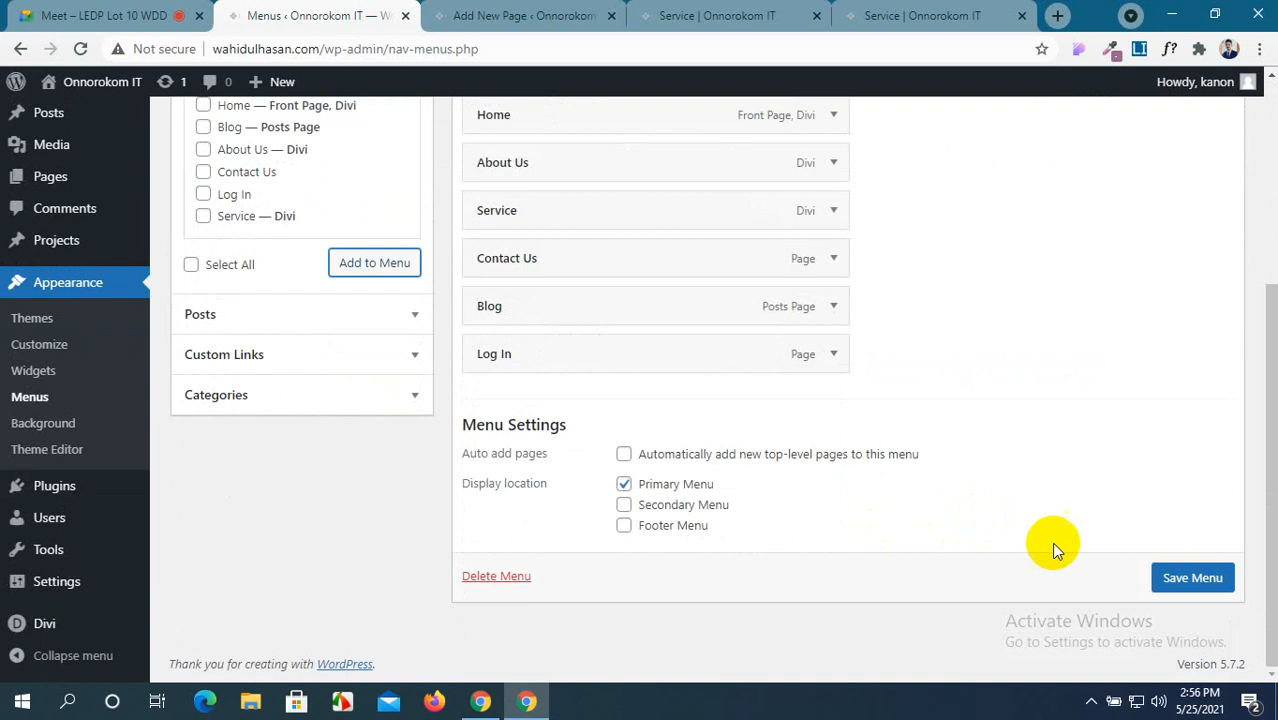 Meet – LEDP Lot 10 WDD
Menus ‹ Onnorokom IT — W
Add New Page ‹ Onnorokom
Service | Onnorokom IT
Service | Onnorokom IT
Not secure
wahidulhasan.com/wp-admin/nav-menus.php
Onnorokom IT
1
0
New
Howdy, kanon
Posts
Media
Pages
Comments
Projects
Appearance
Themes
Customize
Widgets
Menus
Background
Theme Editor
Plugins
Users
Tools
Settings
Divi
Collapse menu
Home — Front Page, Divi
Blog — Posts Page
About Us — Divi
Contact Us
Log In
Service — Divi
Select All
Add to Menu
Posts
Custom Links
Categories
Home Front Page, Divi
About Us Divi
Service Divi
Contact Us Page
Blog Posts Page
Log In Page
Menu Settings
Auto add pages Automatically add new top-level pages to this menu
Display location Primary Menu
Secondary Menu
Footer Menu
Delete Menu
Save Menu
Activate Windows
Go to Settings to activate Windows.
Thank you for creating with WordPress.
Version 5.7.2
2:56 PM
5/25/2021
2